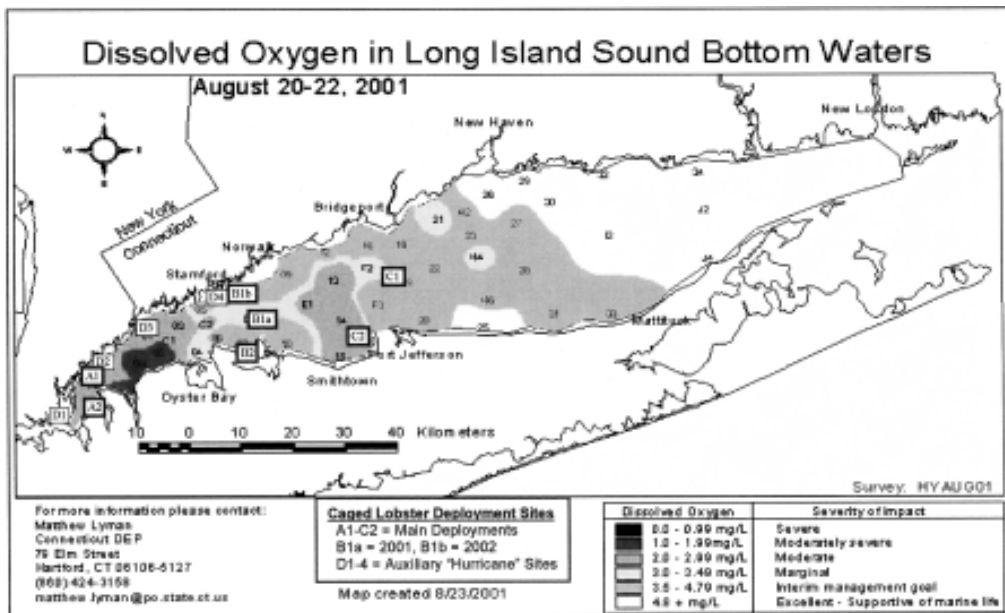 Dissolved Oxygen in Long Island Sound Bottom Waters
August 20-22, 2001
New London
New Haven
Bridgeport
New York
Connecticut
Norwalk
Stamford
Mattituck
Port Jefferson
Smithtown
Oyster Bay
A1
A2
B1a
B1b
B2
C1
C2
D1
D2
D3
D4
10 0 10 20 30 40 Kilometers
Survey: HYAUG01
For more information please contact:
Matthew Lyman
Connecticut DEP
79 Elm Street
Hartford, CT 06106-5127
(860) 424-3158
matthew.lyman@po.state.ct.us
Caged Lobster Deployment Sites
A1-C2 = Main Deployments
B1a = 2001, B1b = 2002
D1-4 = Auxiliary "Hurricane" Sites
Map created 8/23/2001
Dissolved Oxygen Severity of Impact
0.0 - 0.99 mg/L Severe
1.0 - 1.99mg/L Moderately severe
2.0 - 2.99 mg/L Moderate
3.0 - 3.49 mg/L Marginal
3.5 - 4.79 mg/L Interim management goal
4.8 + mg/L Excellent - Supportive of marine life